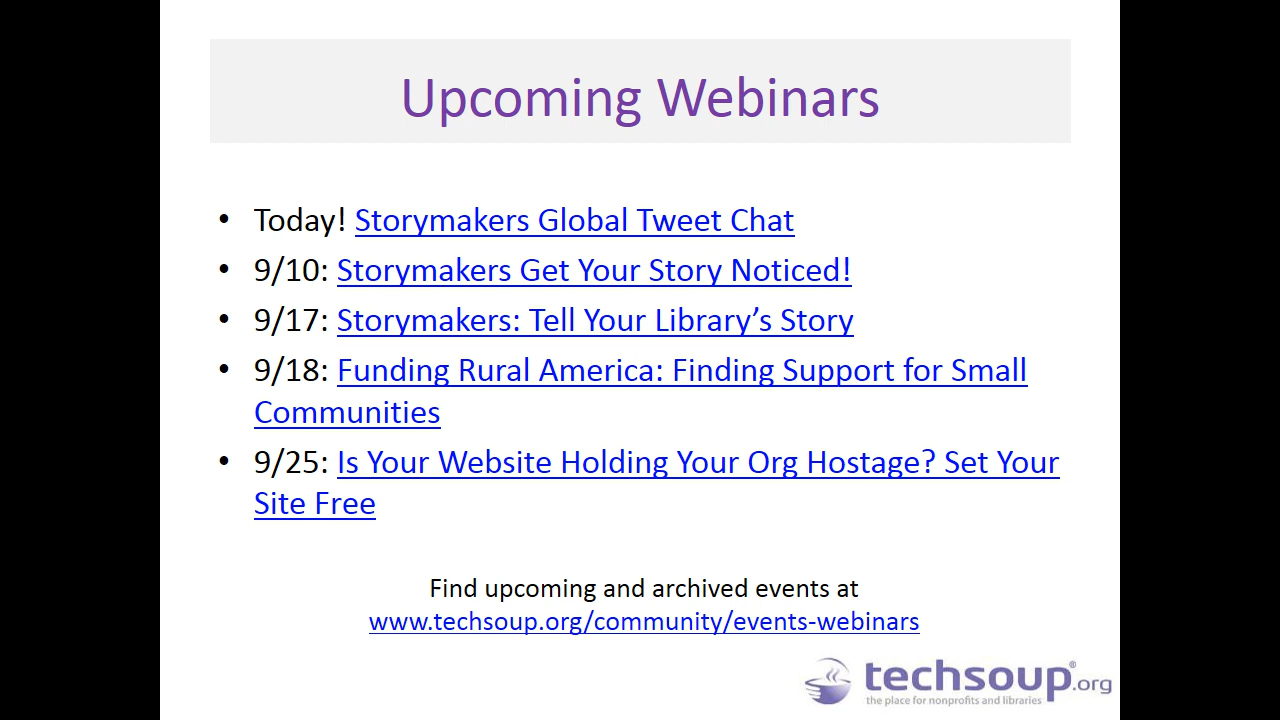 Upcoming Webinars
• Today! Storymakers Global Tweet Chat
• 9/10: Storymakers Get Your Story Noticed!
• 9/17: Storymakers: Tell Your Library’s Story
• 9/18: Funding Rural America: Finding Support for Small
Communities
• 9/25: Is Your Website Holding Your Org Hostage? Set Your
Site Free
Find upcoming and archived events at
www.techsoup.org/community/events-webinars
techsoup®.org
the place for nonprofits and libraries